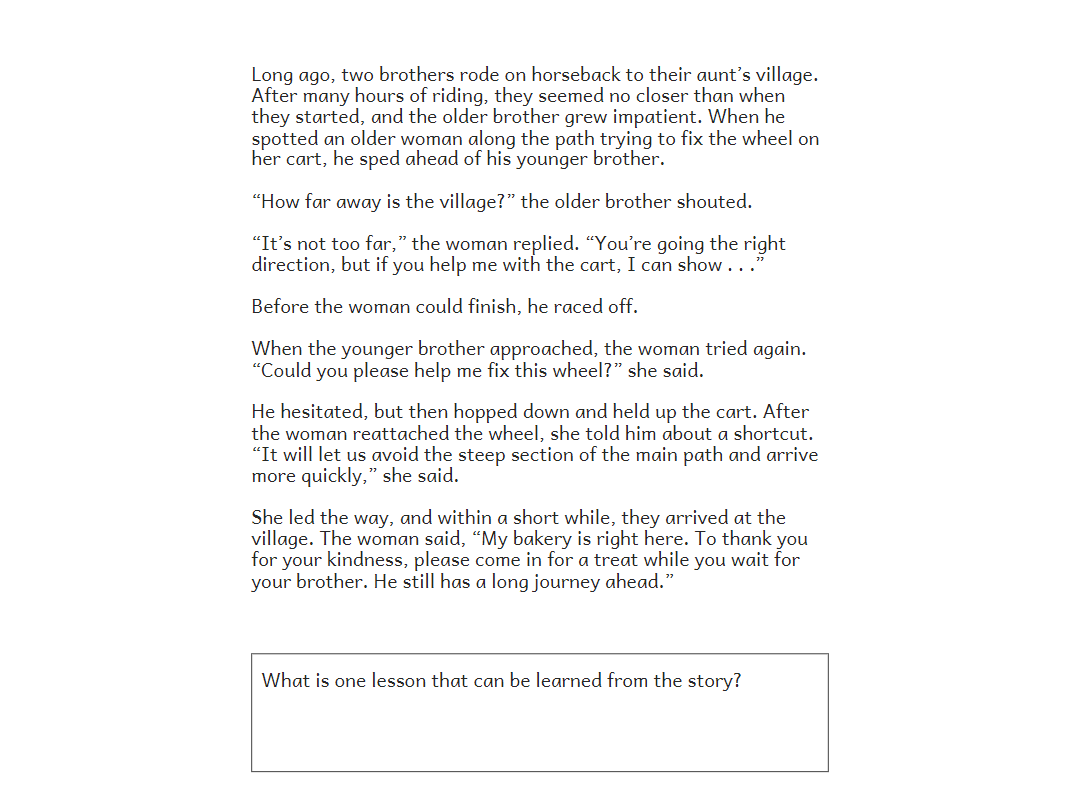 Long ago, two brothers rode on horseback to their aunt’s village.
After many hours of riding, they seemed no closer than when
they started, and the older brother grew impatient. When he
spotted an older woman along the path trying to fix the wheel on
her cart, he sped ahead of his younger brother.
“How far away is the village?” the older brother shouted.
“It’s not too far,” the woman replied. “You’re going the right
direction, but if you help me with the cart, I can show . . .”
Before the woman could finish, he raced off.
When the younger brother approached, the woman tried again.
“Could you please help me fix this wheel?” she said.
He hesitated, but then hopped down and held up the cart. After
the woman reattached the wheel, she told him about a shortcut.
“It will let us avoid the steep section of the main path and arrive
more quickly,” she said.
She led the way, and within a short while, they arrived at the
village. The woman said, “My bakery is right here. To thank you
for your kindness, please come in for a treat while you wait for
your brother. He still has a long journey ahead.”
What is one lesson that can be learned from the story?